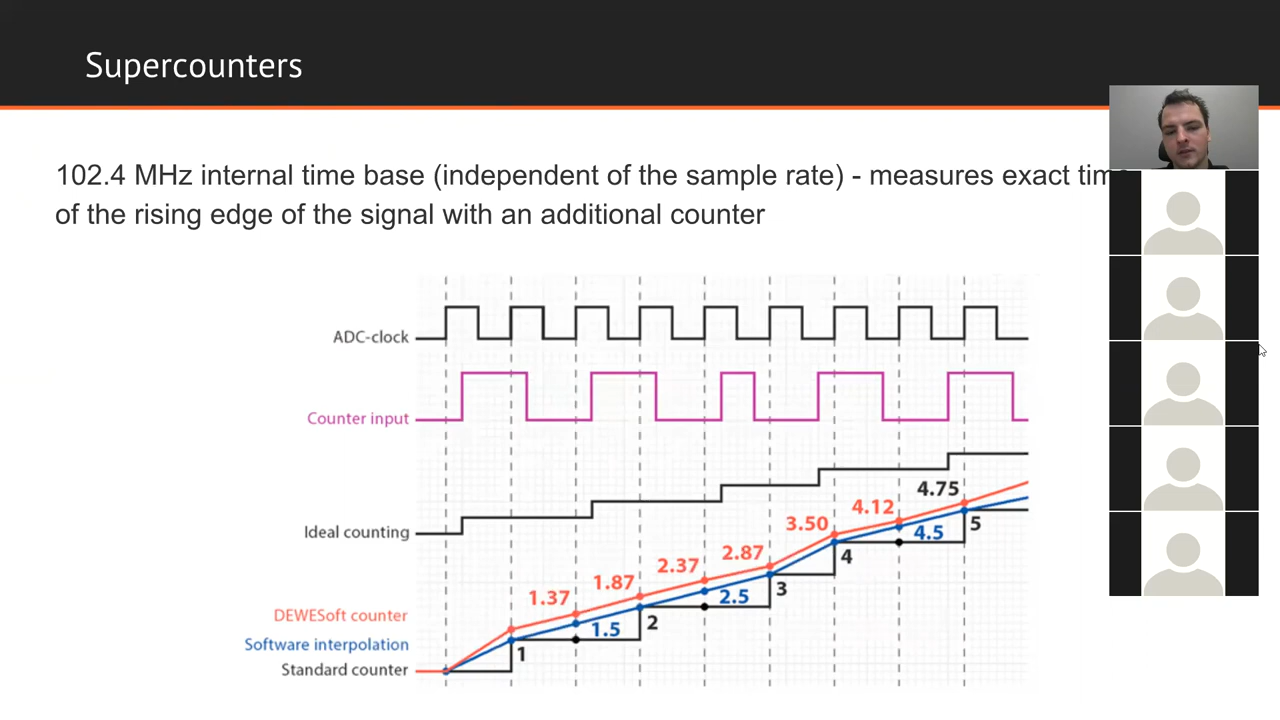 Supercounters
102.4 MHz internal time base (independent of the sample rate) - measures exact time
of the rising edge of the signal with an additional counter
ADC-clock
Counter input
Ideal counting
DEWESoft counter
Software interpolation
Standard counter
1.37
1.87
2.37
2.87
3.50
4.12
4.75
1.5
2.5
4.5
1
2
3
4
5